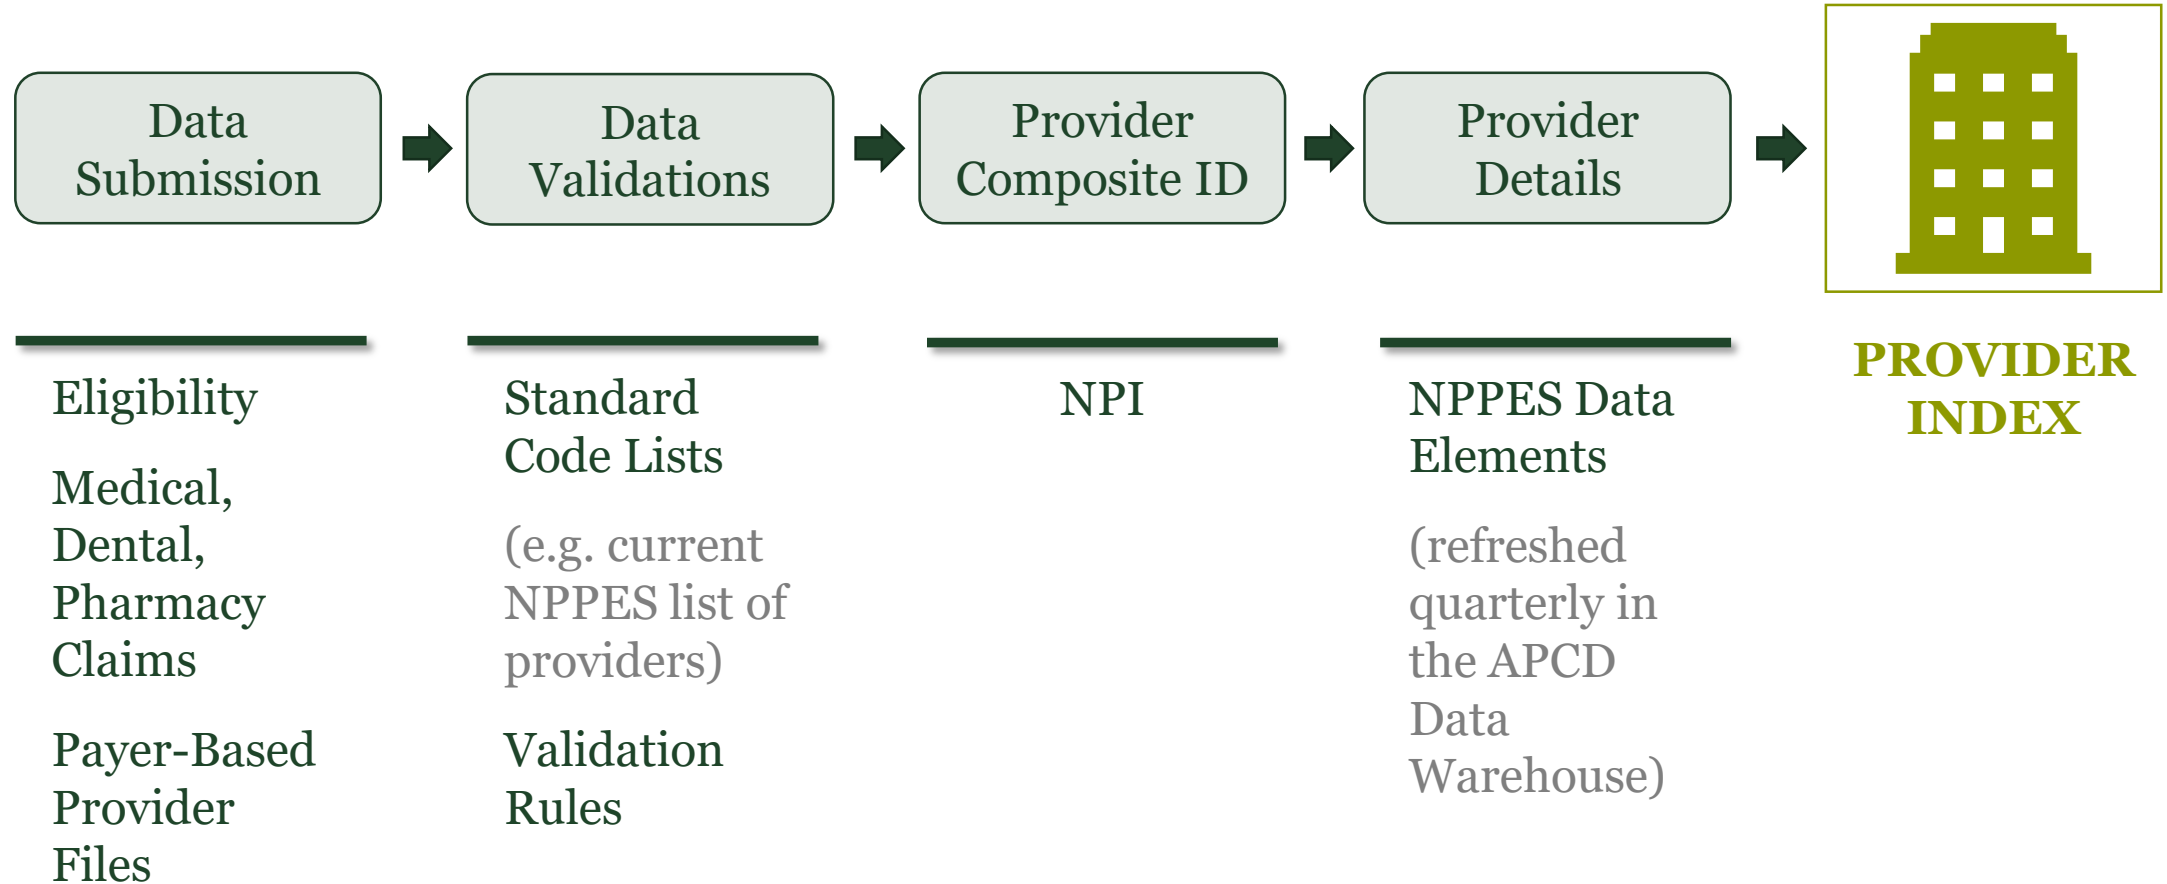 Data
Submission
Data
Validations
Provider
Composite ID
Provider
Details
PROVIDER
INDEX
Eligibility
Medical,
Dental,
Pharmacy
Claims
Payer-Based
Provider
Files
Standard
Code Lists
(e.g. current
NPPES list of
providers)
Validation
Rules
NPI
NPPES Data
Elements
(refreshed
quarterly in
the APCD
Data
Warehouse)